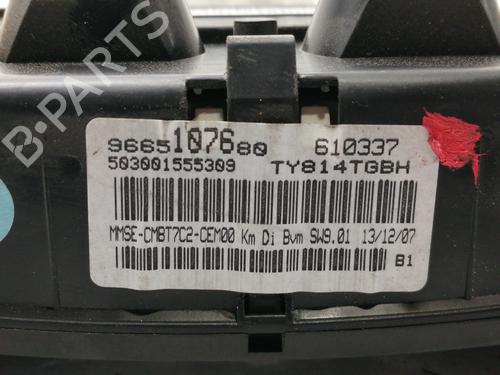 B-PARTS
9665107680 610337
503001555309 TY814TGBH
MMSE-CMBT7C2-CEM00 Km Di Bvm SW9.01 13/12/07
B1